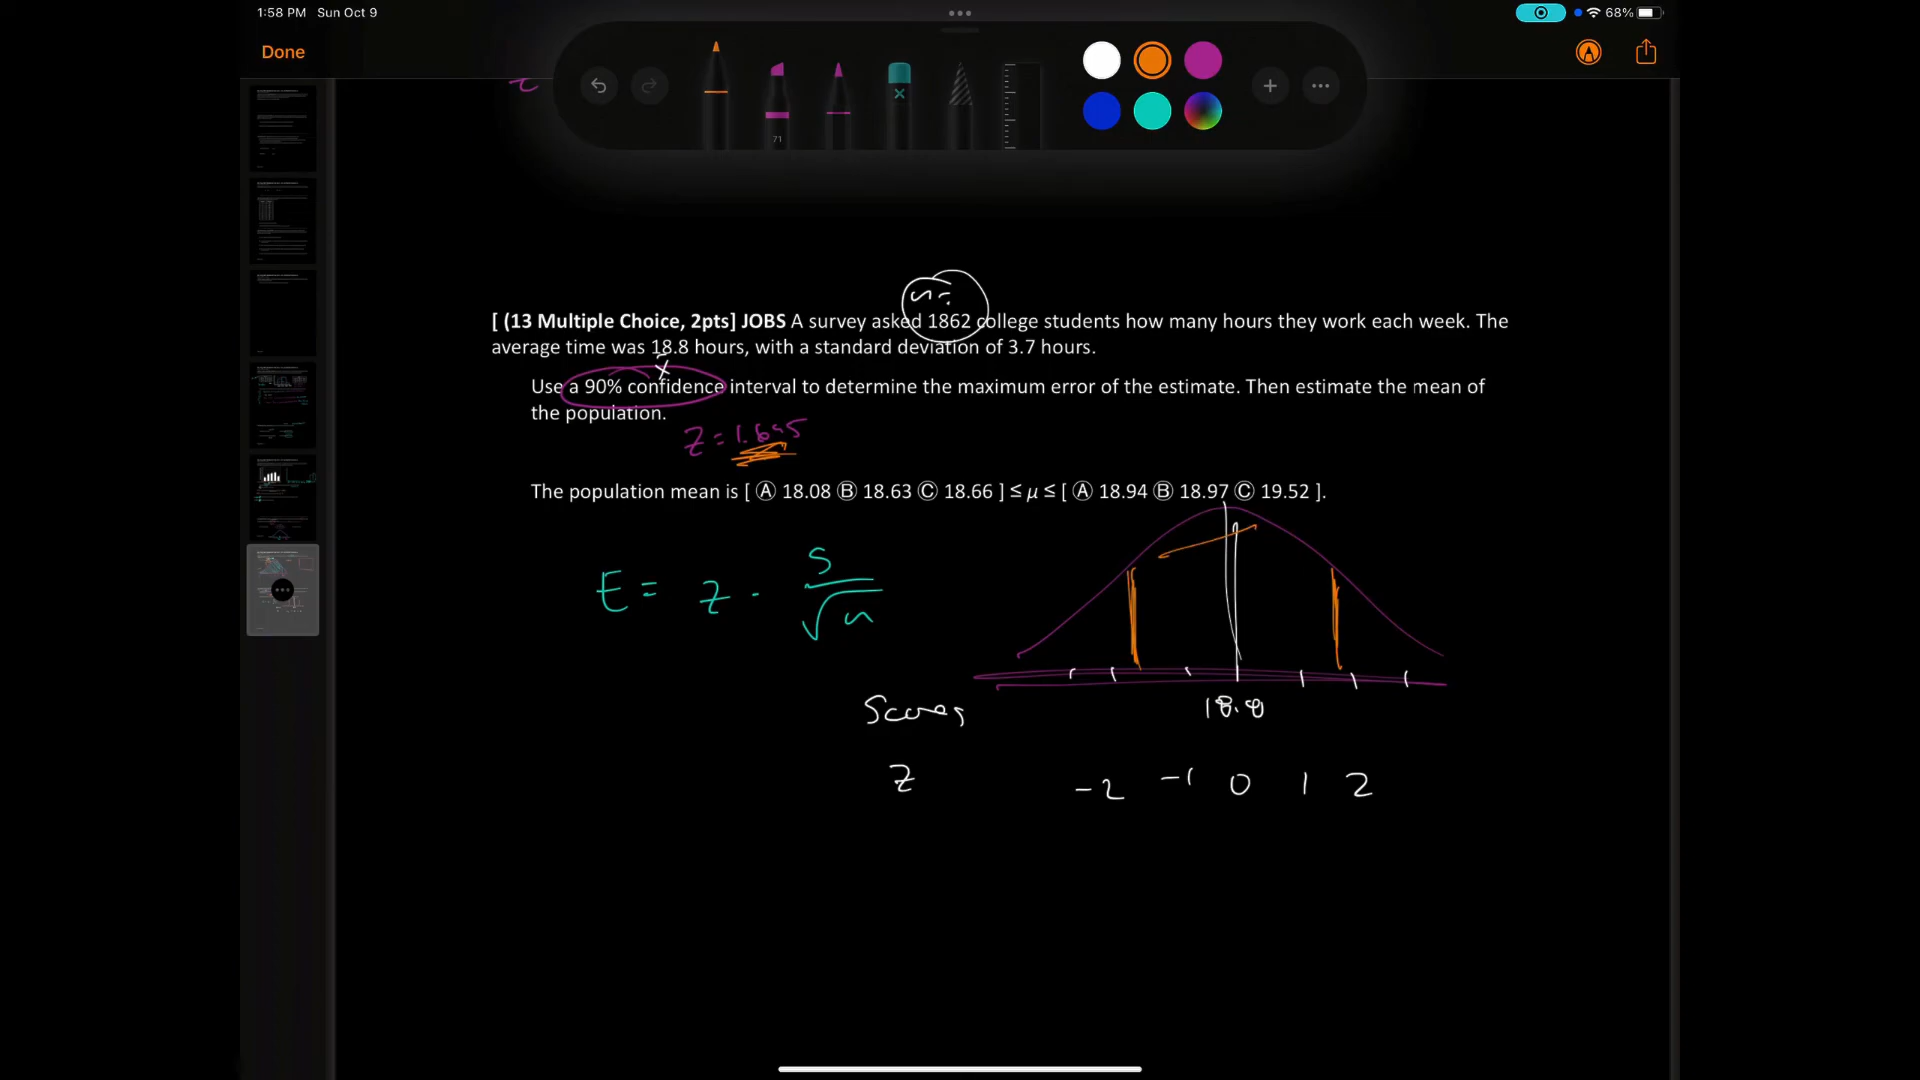 1:58 PM Sun Oct 9
68%
Done
71
n=
[ (13 Multiple Choice, 2pts] JOBS A survey asked 1862 college students how many hours they work each week. The
average time was 18.8 hours, with a standard deviation of 3.7 hours.
x̄
Use a 90% confidence interval to determine the maximum error of the estimate. Then estimate the mean of
the population.
z = 1.645
The population mean is [ Ⓐ 18.08 Ⓑ 18.63 Ⓒ 18.66 ] ≤ μ ≤ [ Ⓐ 18.94 Ⓑ 18.97 Ⓒ 19.52 ].
E = z · s / √n
Scores 18.8
z -2 -1 0 1 2